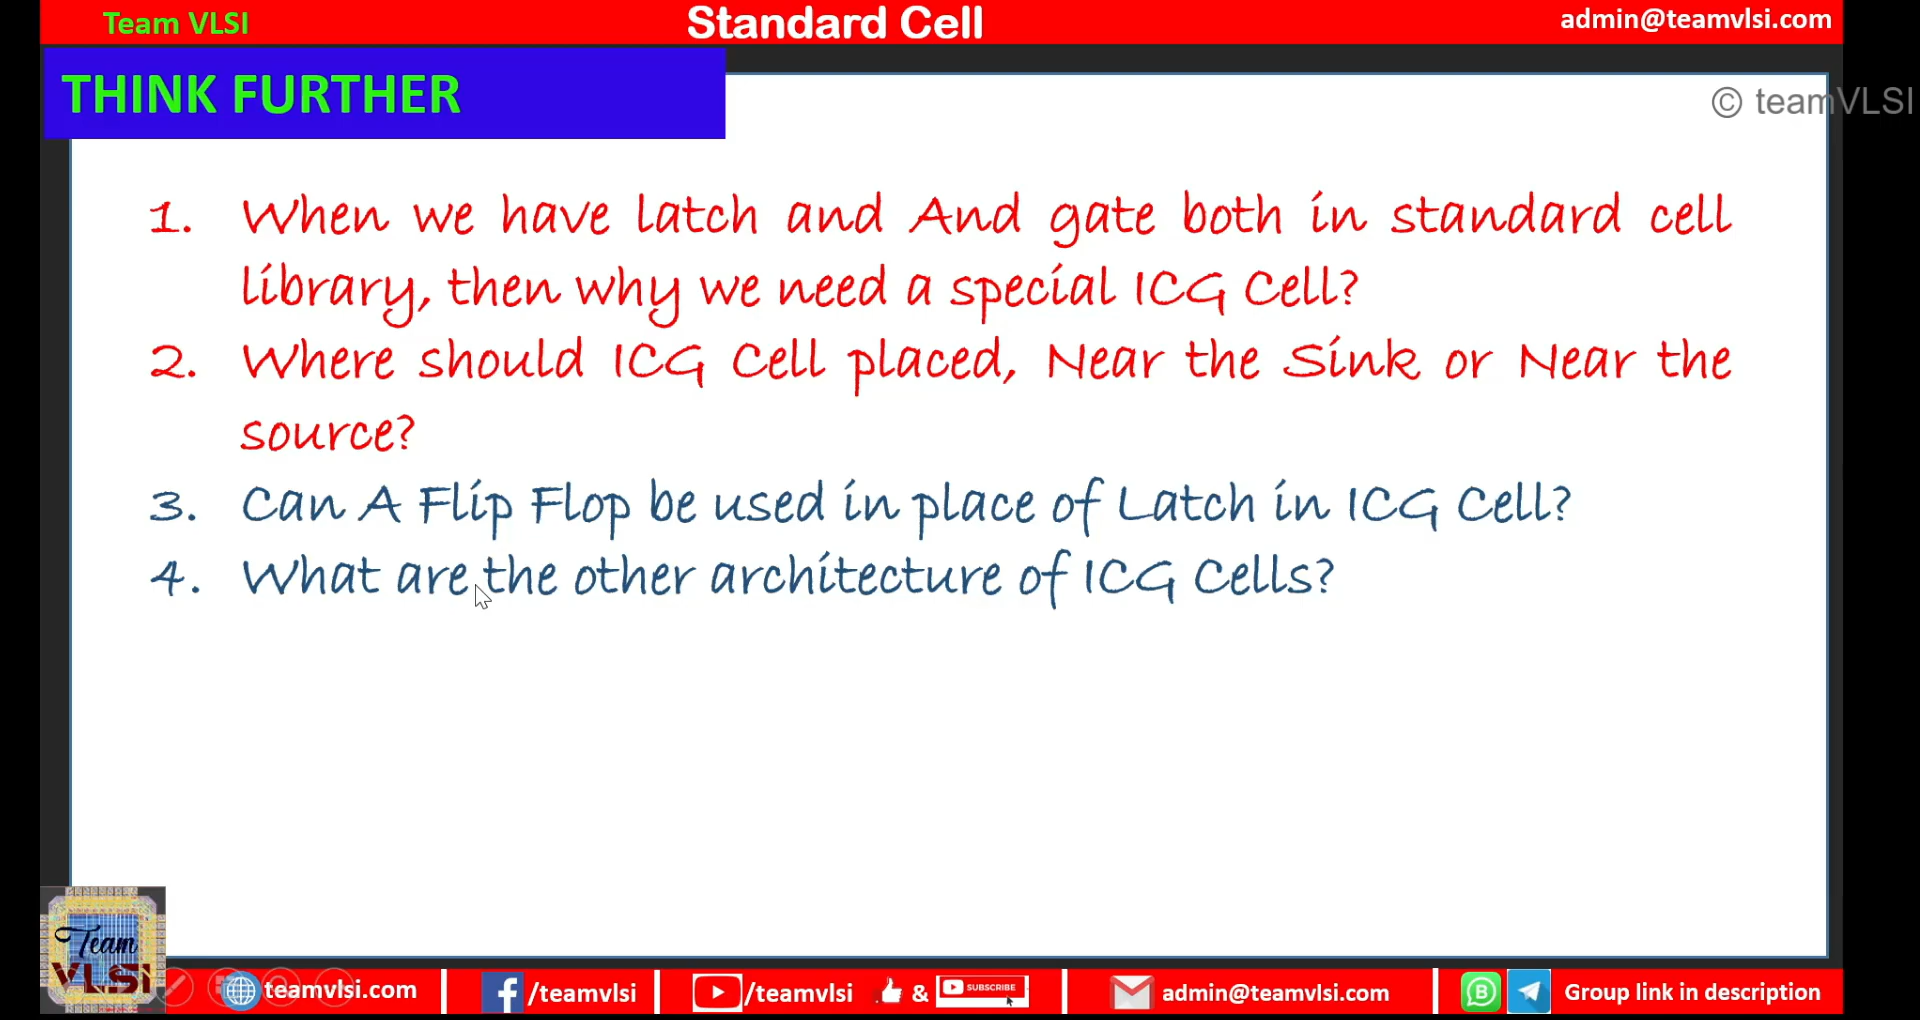 Team VLSI
Standard Cell
admin@teamvlsi.com
THINK FURTHER
© teamVLSI
1. When we have latch and And gate both in standard cell
library, then why we need a special ICG Cell?
2. Where should ICG Cell placed, Near the Sink or Near the
source?
3. Can A Flip Flop be used in place of Latch in ICG Cell?
4. What are the other architecture of ICG Cells?
Team
VLSI
teamvlsi.com
/teamvlsi
/teamvlsi
&
SUBSCRIBE
admin@teamvlsi.com
Group link in description